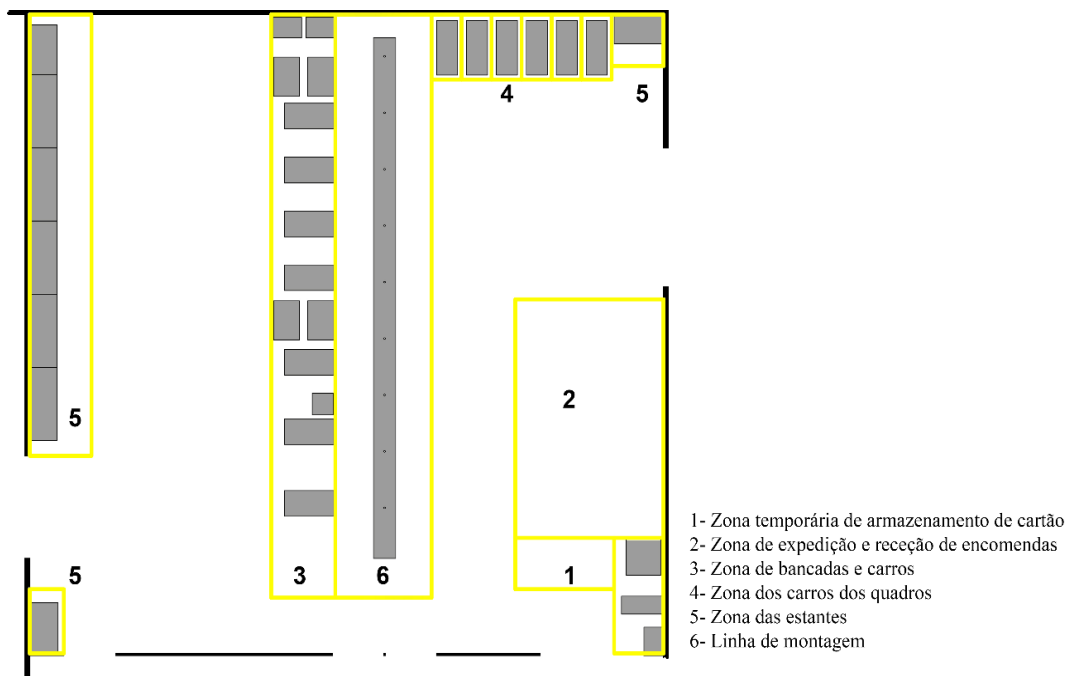 4
5
2
5
5
3
6
1
1- Zona temporária de armazenamento de cartão
2- Zona de expedição e receção de encomendas
3- Zona de bancadas e carros
4- Zona dos carros dos quadros
5- Zona das estantes
6- Linha de montagem